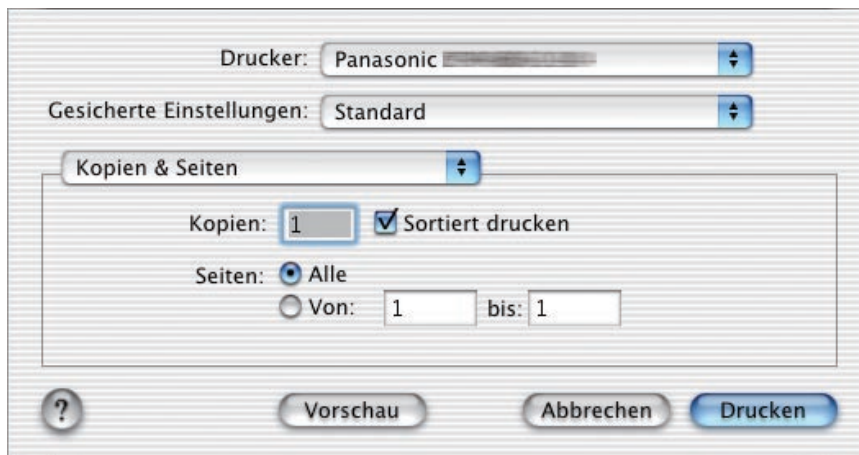 Drucker: Panasonic
Gesicherte Einstellungen: Standard
Kopien & Seiten
Kopien: 1 Sortiert drucken
Seiten: Alle
Von: 1 bis: 1
? Vorschau Abbrechen Drucken